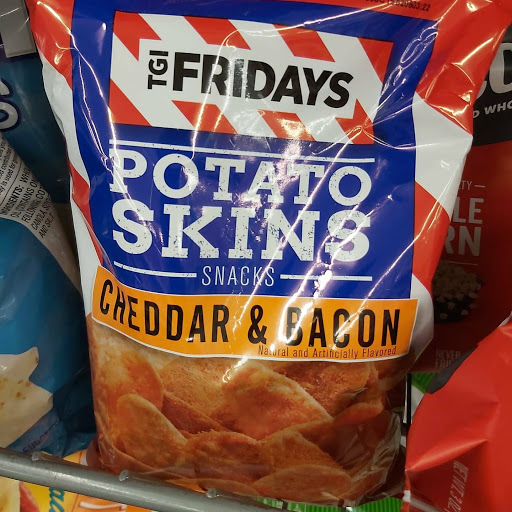 TGI FRIDAYS
POTATO
SKINS
SNACKS
CHEDDAR & BACON
Natural and Artificially Flavored